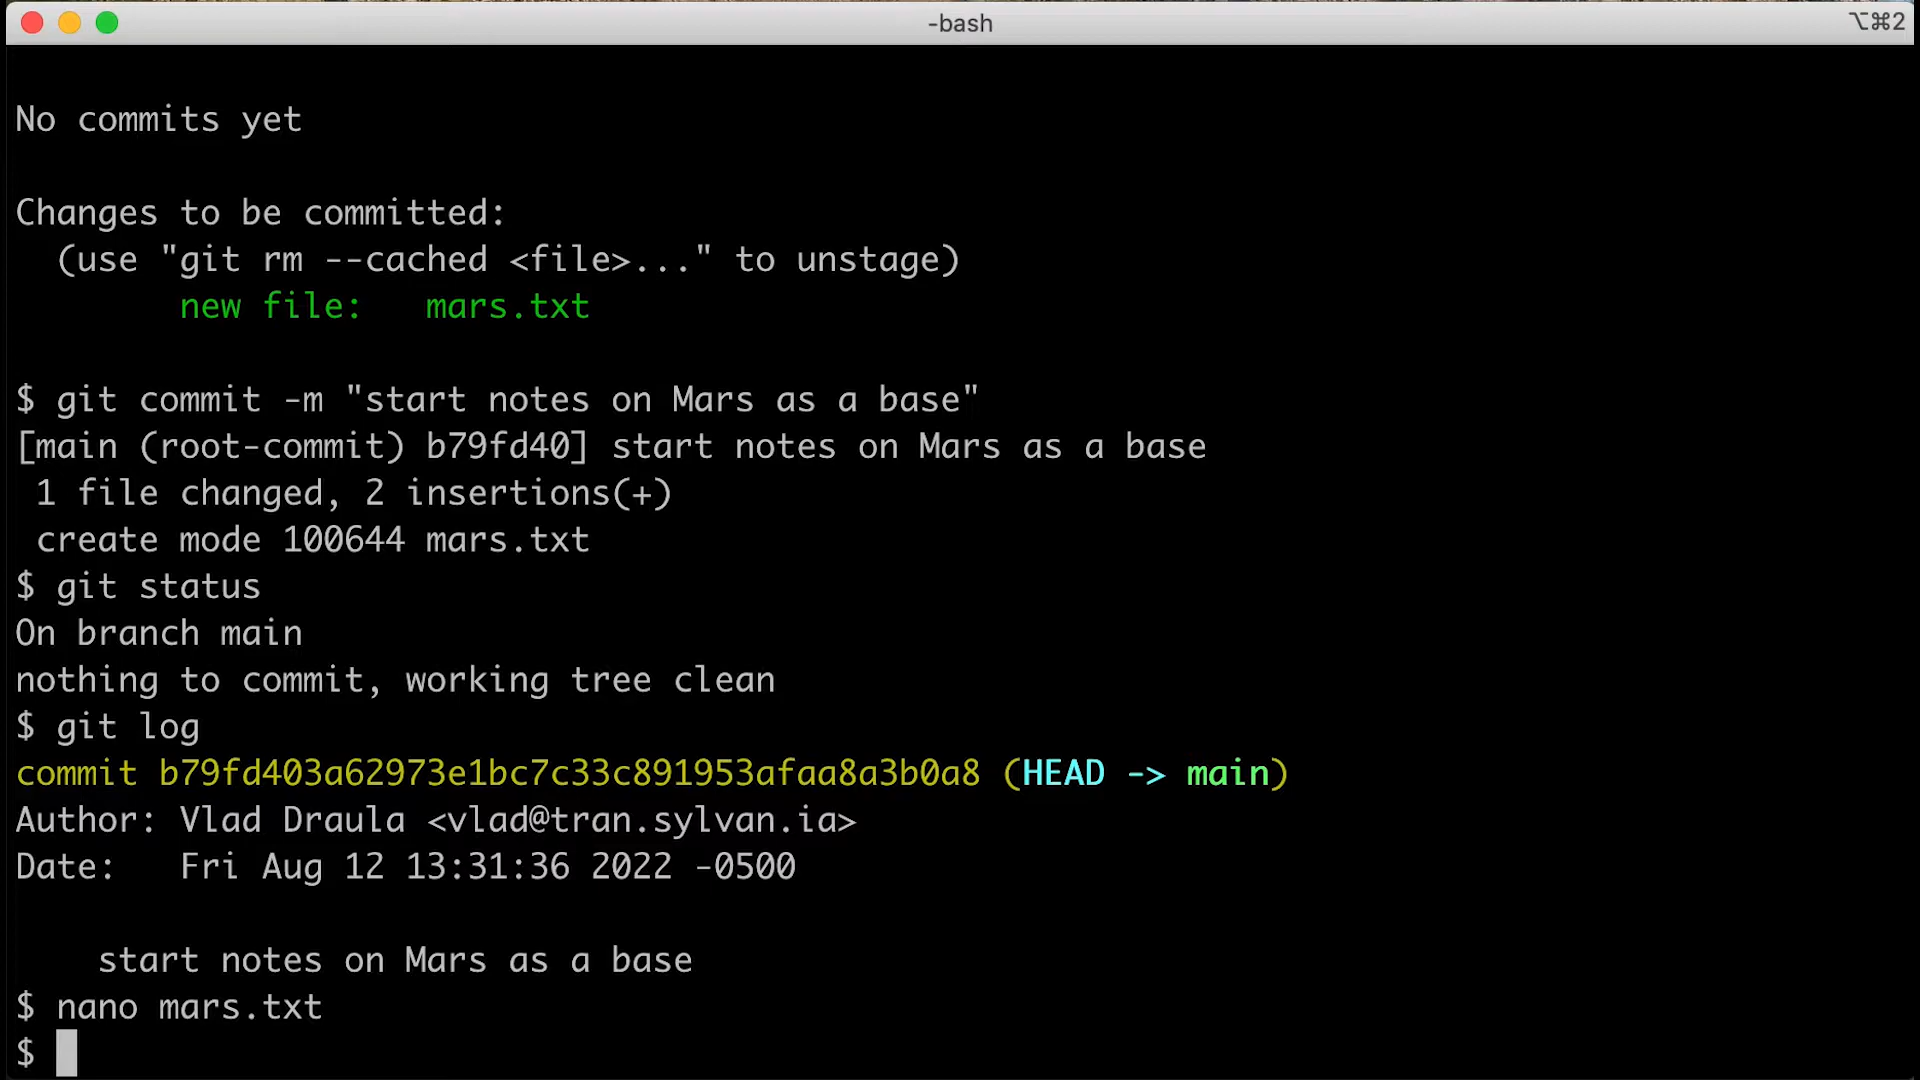 -bash
⌥⌘2
No commits yet
Changes to be committed:
  (use "git rm --cached <file>..." to unstage)
        new file:   mars.txt
$ git commit -m "start notes on Mars as a base"
[main (root-commit) b79fd40] start notes on Mars as a base
 1 file changed, 2 insertions(+)
 create mode 100644 mars.txt
$ git status
On branch main
nothing to commit, working tree clean
$ git log
commit b79fd403a62973e1bc7c33c891953afaa8a3b0a8 (HEAD -> main)
Author: Vlad Draula <vlad@tran.sylvan.ia>
Date:   Fri Aug 12 13:31:36 2022 -0500
    start notes on Mars as a base
$ nano mars.txt
$